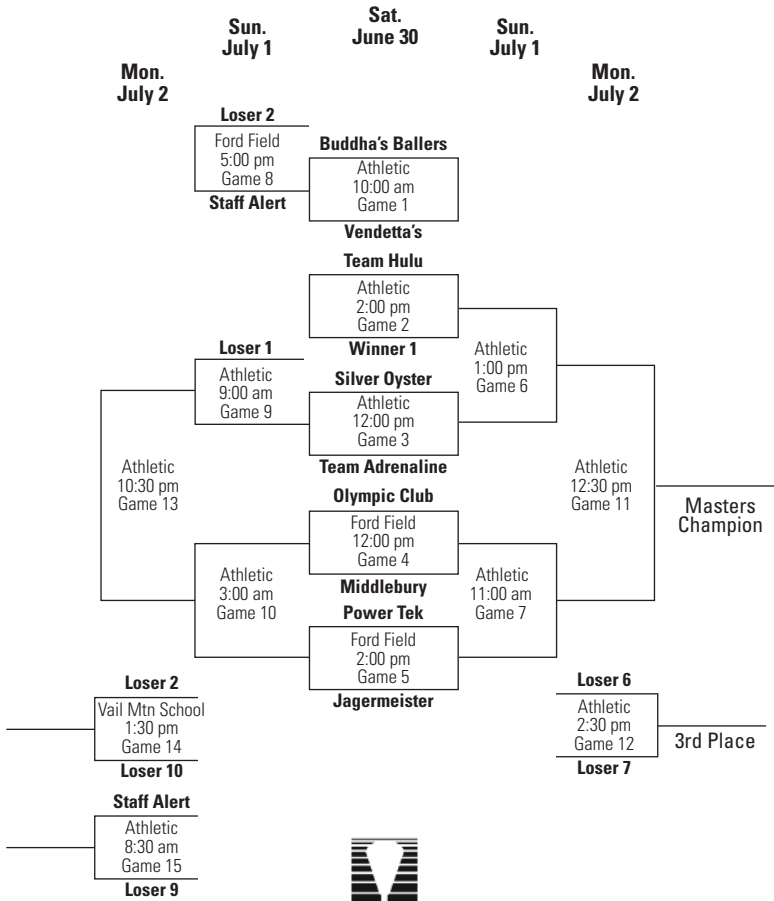 Sat.
June 30
Sun.
July 1
Sun.
July 1
Mon.
July 2
Mon.
July 2
Loser 2
Ford Field
5:00 pm
Game 8
Staff Alert
Buddha's Ballers
Athletic
10:00 am
Game 1
Vendetta's
Team Hulu
Athletic
2:00 pm
Game 2
Winner 1
Loser 1
Athletic
9:00 am
Game 9
Silver Oyster
Athletic
12:00 pm
Game 3
Team Adrenaline
Athletic
1:00 pm
Game 6
Athletic
10:30 pm
Game 13
Olympic Club
Ford Field
12:00 pm
Game 4
Middlebury
Athletic
12:30 pm
Game 11
Masters
Champion
Athletic
3:00 am
Game 10
Power Tek
Ford Field
2:00 pm
Game 5
Jagermeister
Athletic
11:00 am
Game 7
Loser 2
Vail Mtn School
1:30 pm
Game 14
Loser 10
Loser 6
Athletic
2:30 pm
Game 12
Loser 7
3rd Place
Staff Alert
Athletic
8:30 am
Game 15
Loser 9